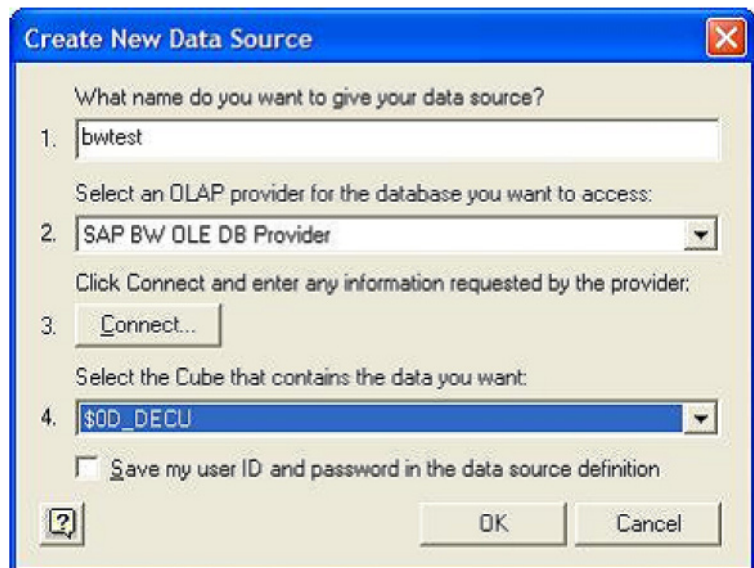 Create New Data Source
What name do you want to give your data source?
1. bwtest
Select an OLAP provider for the database you want to access:
2. SAP BW OLE DB Provider
Click Connect and enter any information requested by the provider:
3. Connect...
Select the Cube that contains the data you want:
4. $0D_DECU
Save my user ID and password in the data source definition
? OK Cancel